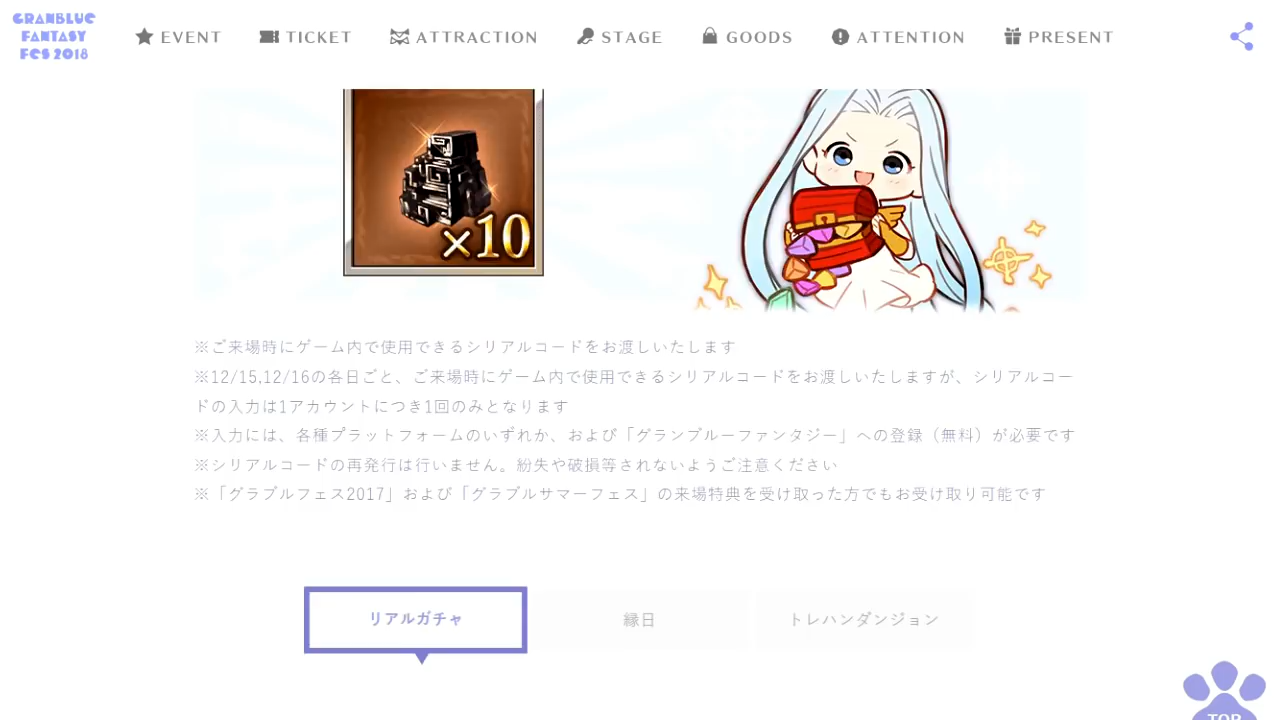 GRANBLUE
FANTASY
FES 2018
EVENT
TICKET
ATTRACTION
STAGE
GOODS
ATTENTION
PRESENT
×10
※ご来場時にゲーム内で使用できるシリアルコードをお渡しいたします
※12/15,12/16の各日ごと、ご来場時にゲーム内で使用できるシリアルコードをお渡しいたしますが、シリアルコー
ドの入力は1アカウントにつき1回のみとなります
※入力には、各種プラットフォームのいずれか、および「グランブルーファンタジー」への登録（無料）が必要です
※シリアルコードの再発行は行いません。紛失や破損等されないようご注意ください
※「グラブルフェス2017」および「グラブルサマーフェス」の来場特典を受け取った方でもお受け取り可能です
リアルガチャ
縁日
トレハンダンジョン
TOP